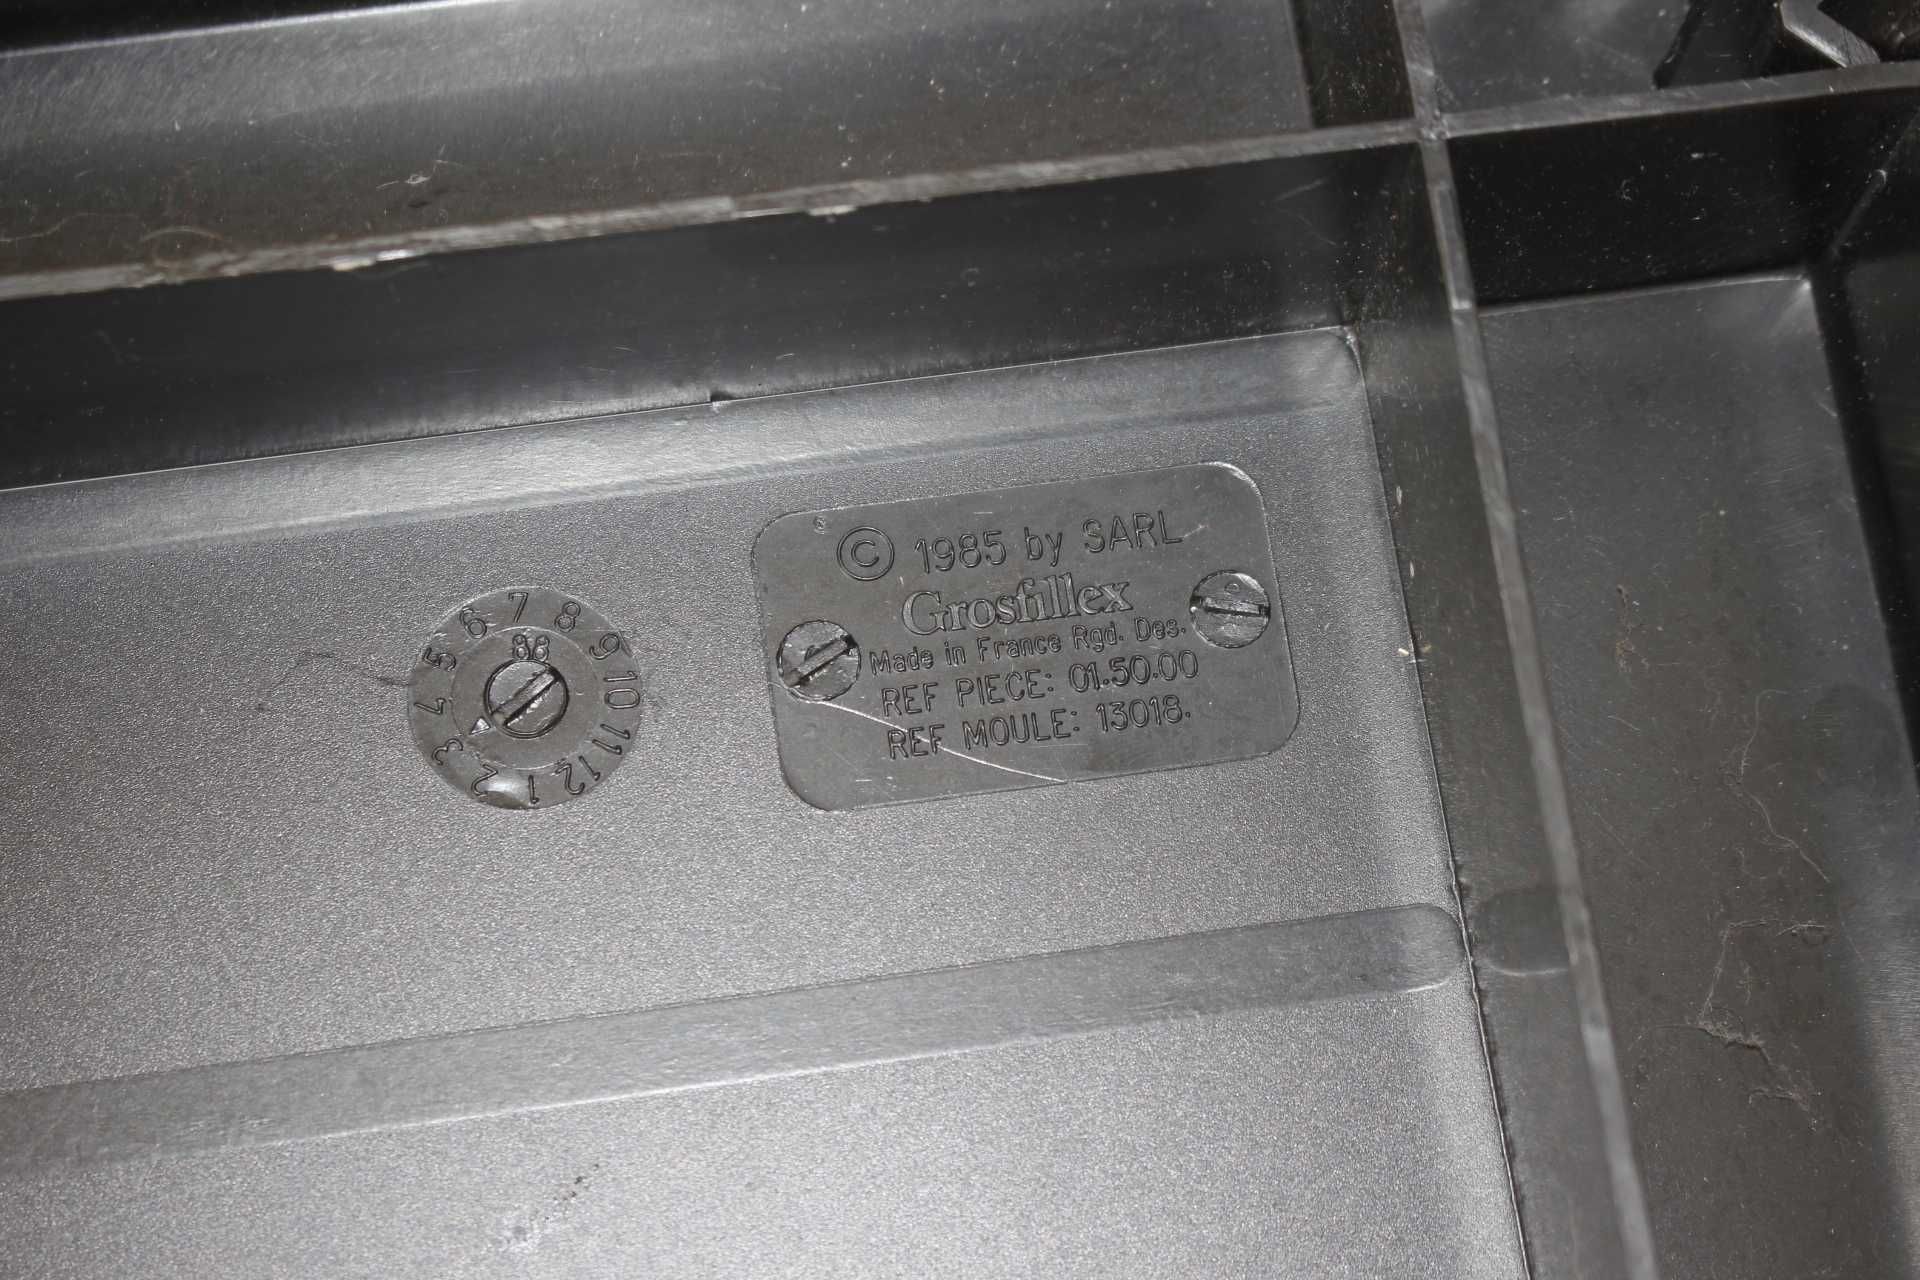 © 1985 by SARL
Grosfillex
Made in France Rgd. Des.
REF PIECE: 01.50.00
REF MOULE: 13018.
88
1 2 3 4 5 6 7 8 9 10 11 12